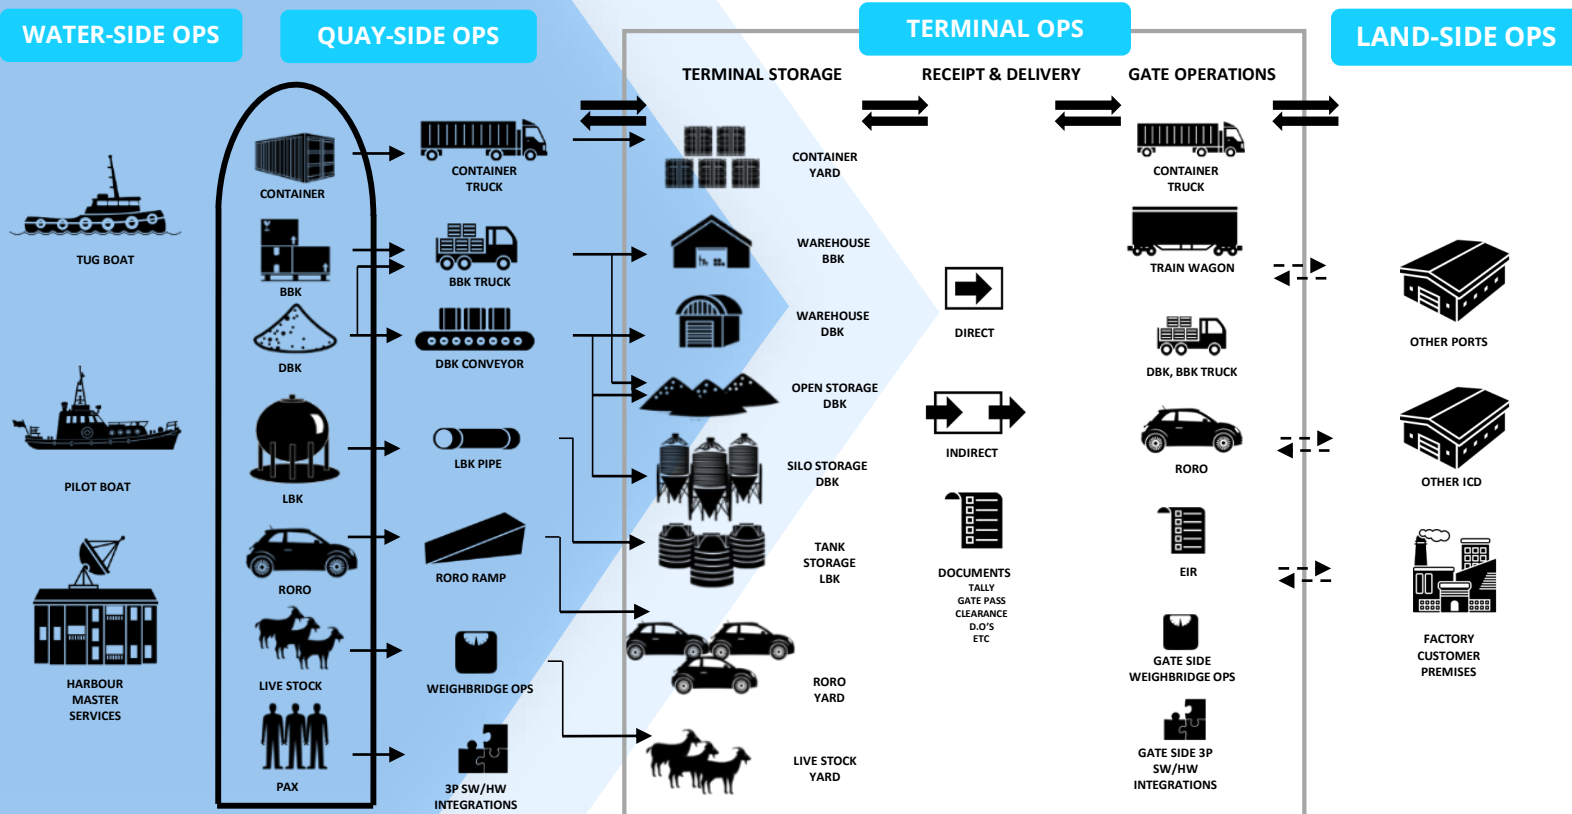 WATER-SIDE OPS
QUAY-SIDE OPS
TERMINAL OPS
LAND-SIDE OPS
TERMINAL STORAGE
RECEIPT & DELIVERY
GATE OPERATIONS
TUG BOAT
PILOT BOAT
HARBOUR
MASTER
SERVICES
CONTAINER
BBK
DBK
LBK
RORO
LIVE STOCK
PAX
CONTAINER
TRUCK
BBK TRUCK
DBK CONVEYOR
LBK PIPE
RORO RAMP
WEIGHBRIDGE OPS
3P SW/HW
INTEGRATIONS
CONTAINER
YARD
WAREHOUSE
BBK
WAREHOUSE
DBK
OPEN STORAGE
DBK
SILO STORAGE
DBK
TANK
STORAGE
LBK
RORO
YARD
LIVE STOCK
YARD
DIRECT
INDIRECT
DOCUMENTS
TALLY
GATE PASS
CLEARANCE
D.O'S
ETC
CONTAINER
TRUCK
TRAIN WAGON
DBK, BBK TRUCK
RORO
EIR
GATE SIDE
WEIGHBRIDGE OPS
GATE SIDE 3P
SW/HW
INTEGRATIONS
OTHER PORTS
OTHER ICD
FACTORY
CUSTOMER
PREMISES